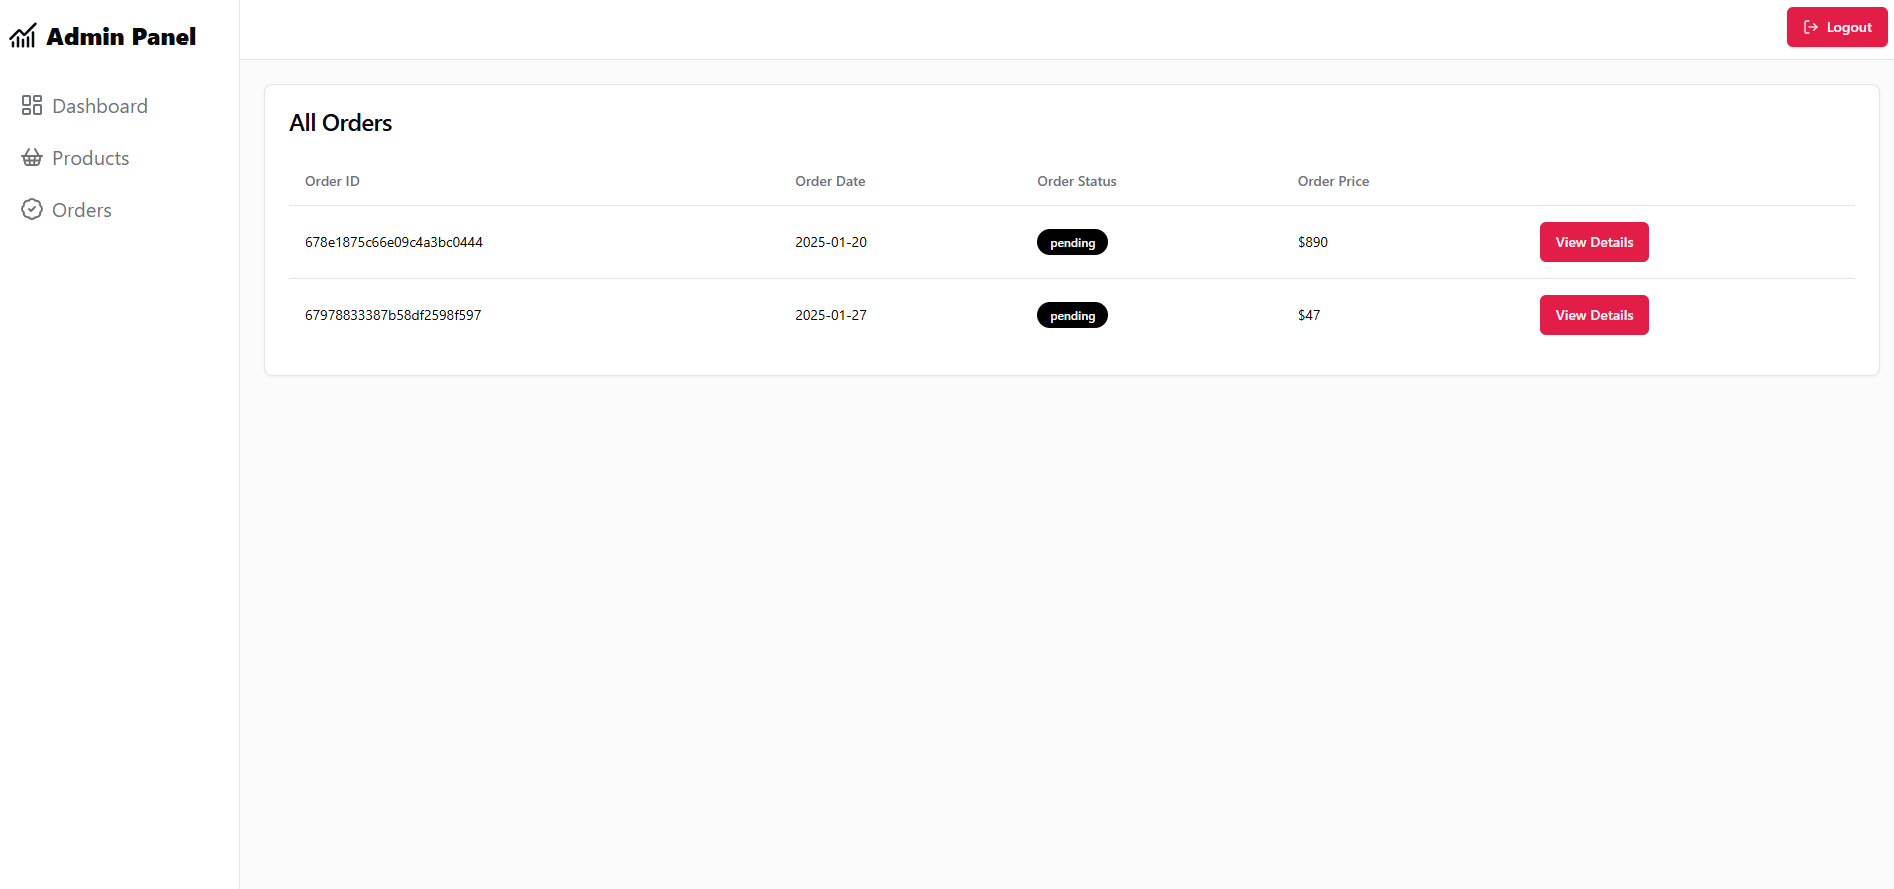 Admin Panel
Logout
Dashboard
Products
Orders
All Orders
Order ID Order Date Order Status Order Price
678e1875c66e09c4a3bc0444 2025-01-20 pending $890 View Details
67978833387b58df2598f597 2025-01-27 pending $47 View Details